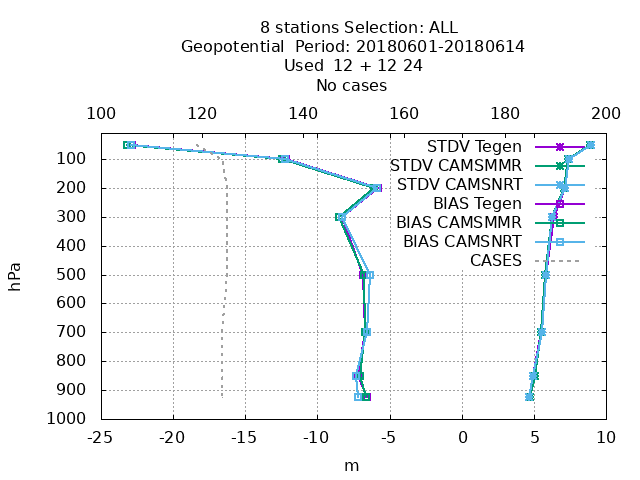 8 stations Selection: ALL
Geopotential  Period: 20180601-20180614
Used  12 + 12 24
No cases
100 120 140 160 180 200
STDV Tegen
STDV CAMSMMR
STDV CAMSNRT
BIAS Tegen
BIAS CAMSMMR
BIAS CAMSNRT
CASES
hPa
100
200
300
400
500
600
700
800
900
1000
-25 -20 -15 -10 -5 0 5 10
m